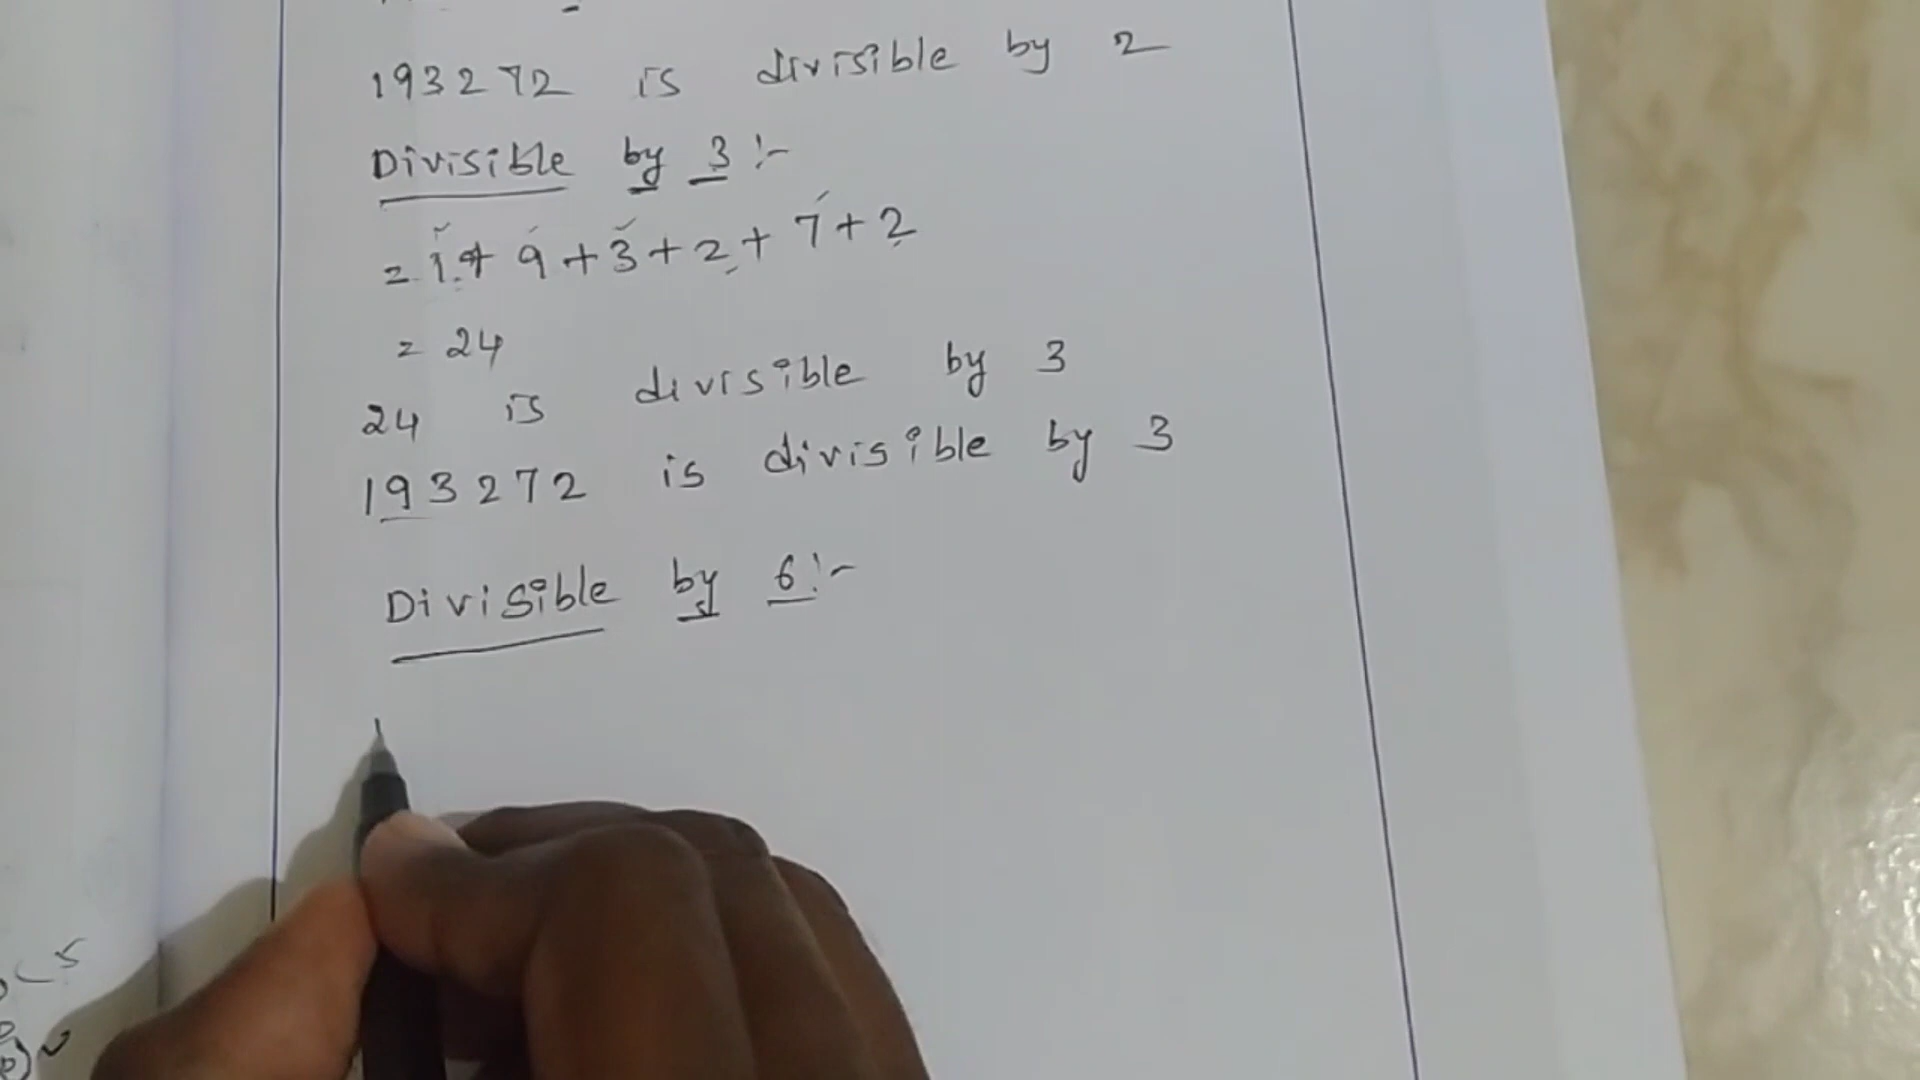 193272 is divisible by 2
Divisible by 3:-
= 1+9+3+2+7+2
= 24
24 is divisible by 3
193272 is divisible by 3
Divisible by 6:-